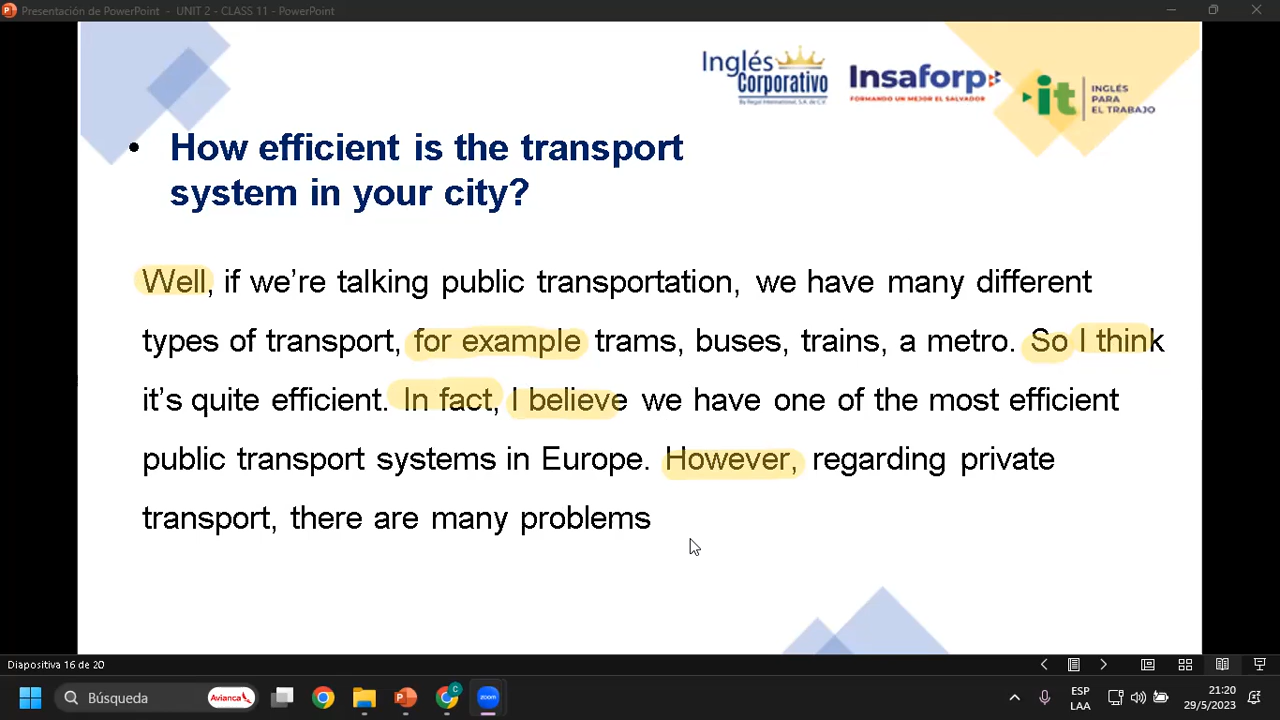 Presentación de PowerPoint - UNIT 2 - CLASS 11 - PowerPoint
Inglés
Corporativo
By Regal International, S.A. de C.V.
Insaforp
FORMANDO UN MEJOR EL SALVADOR
it
INGLÉS
PARA
EL TRABAJO
• How efficient is the transport
system in your city?
Well, if we’re talking public transportation, we have many different
types of transport, for example trams, buses, trains, a metro. So I think
it’s quite efficient. In fact, I believe we have one of the most efficient
public transport systems in Europe. However, regarding private
transport, there are many problems
Diapositiva 16 de 20
Búsqueda
Avianca
C
zoom
ESP
LAA
21:20
29/5/2023